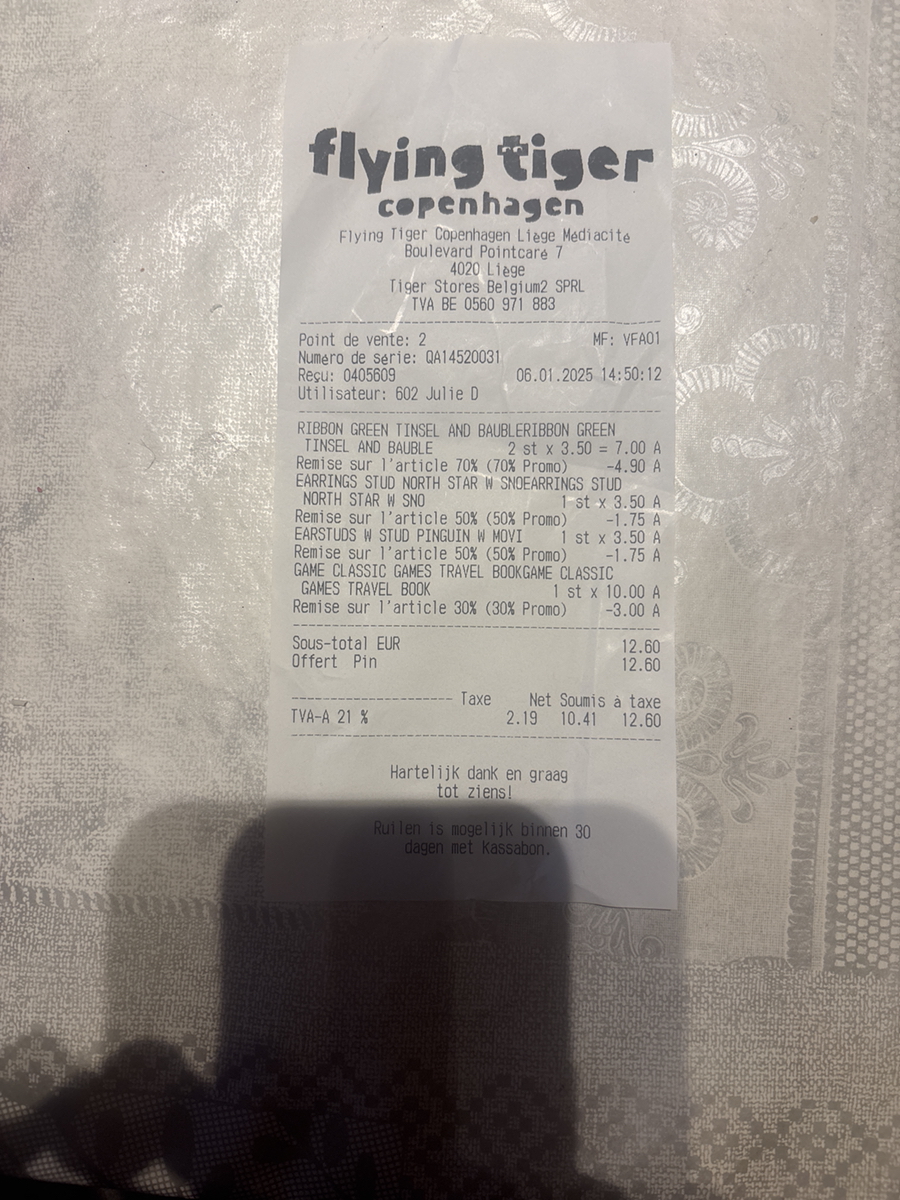 flying tiger
copenhagen
Flying Tiger Copenhagen Liège Médiacité
Boulevard Pointcaré 7
4020 Liège
Tiger Stores Belgium2 SPRL
TVA BE 0560 971 883
Point de vente: 2 MF: VFA01
Numéro de série: QA14520031
Reçu: 0405609 06.01.2025 14:50:12
Utilisateur: 602 Julie D
RIBBON GREEN TINSEL AND BAUBLERIBBON GREEN
TINSEL AND BAUBLE 2 st x 3.50 = 7.00 A
Remise sur l'article 70% (70% Promo) -4.90 A
EARRINGS STUD NORTH STAR W SNOEARRINGS STUD
NORTH STAR W SNO 1 st x 3.50 A
Remise sur l'article 50% (50% Promo) -1.75 A
EARSTUDS W STUD PINGUIN W MOVI 1 st x 3.50 A
Remise sur l'article 50% (50% Promo) -1.75 A
GAME CLASSIC GAMES TRAVEL BOOKGAME CLASSIC
GAMES TRAVEL BOOK 1 st x 10.00 A
Remise sur l'article 30% (30% Promo) -3.00 A
Sous-total EUR 12.60
Offert Pin 12.60
Taxe Net Soumis à taxe
TVA-A 21 % 2.19 10.41 12.60
Hartelijk dank en graag
tot ziens!
Ruilen is mogelijk binnen 30
dagen met Kassabon.